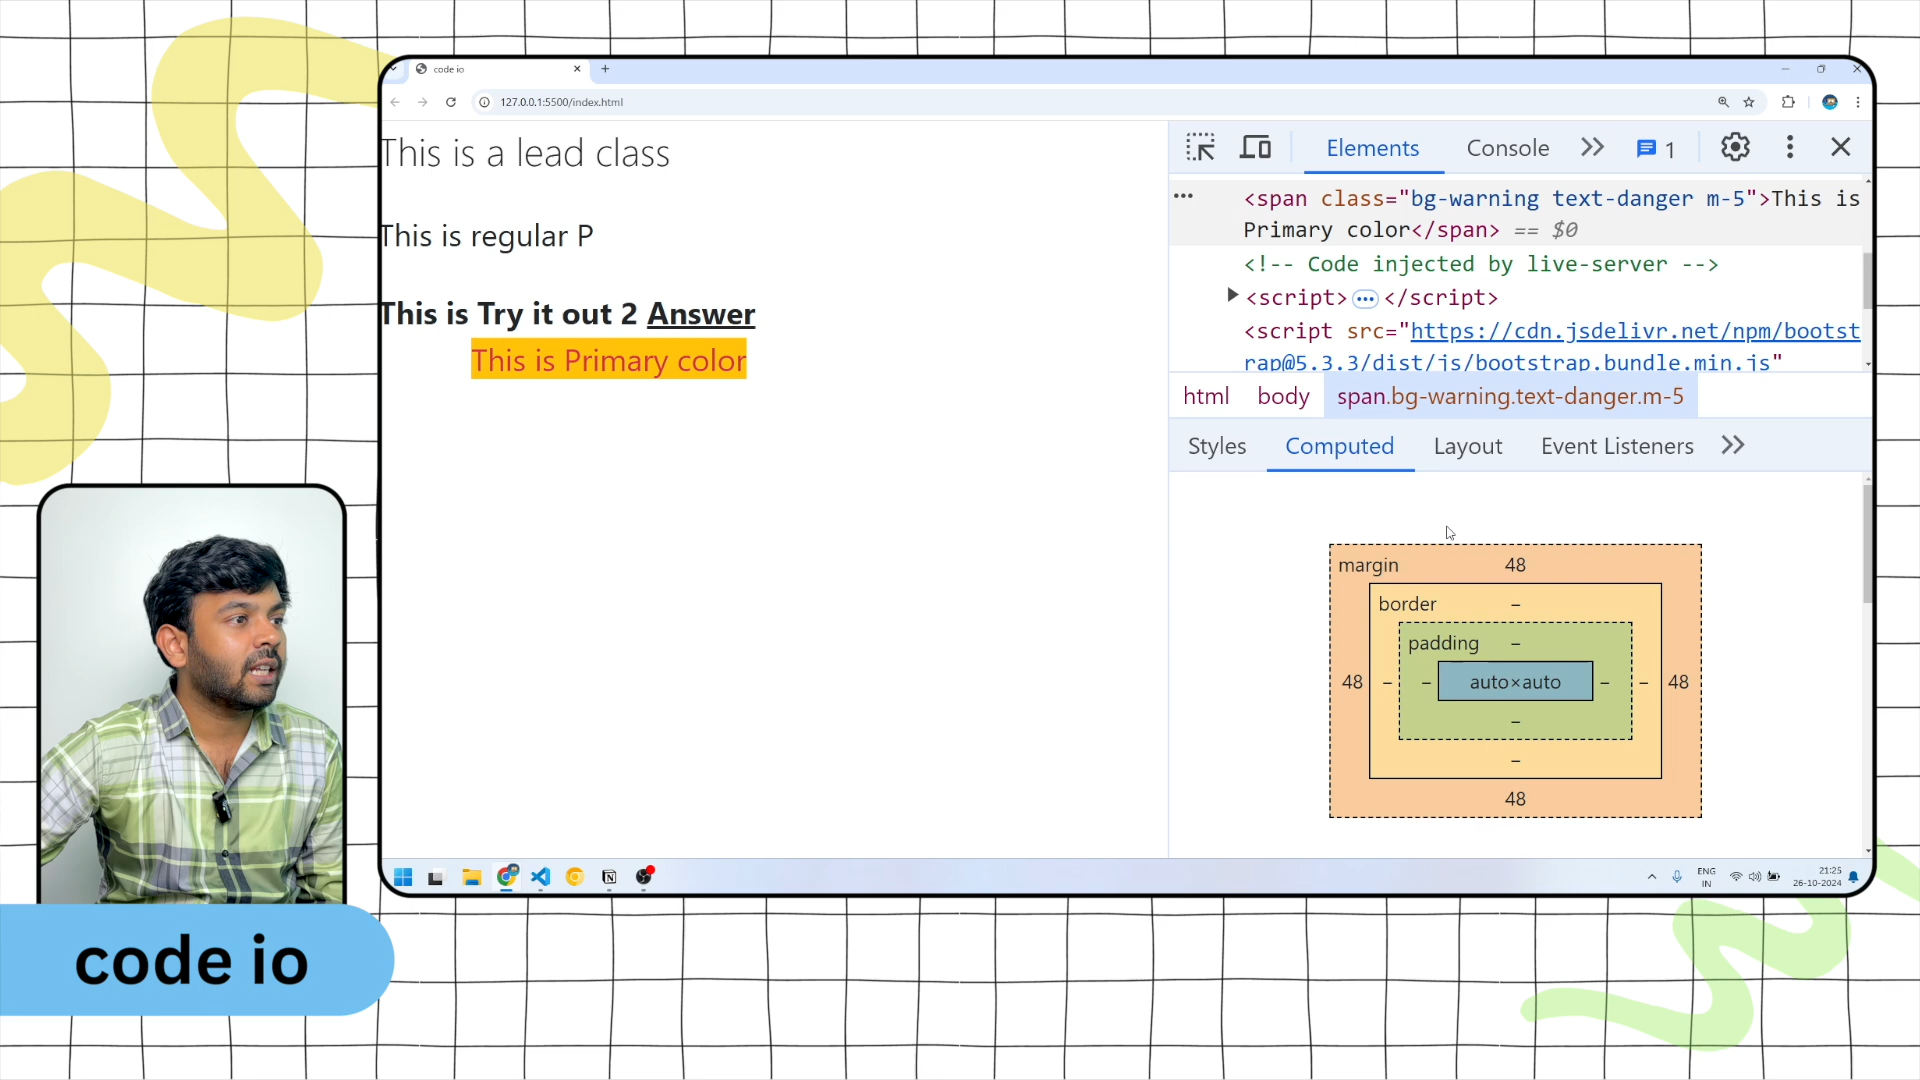 code io
127.0.0.1:5500/index.html
This is a lead class
This is regular P
This is Try it out 2 Answer
This is Primary color
Elements
Console
1
<span class="bg-warning text-danger m-5">This is
Primary color</span> == $0
<!-- Code injected by live-server -->
<script>…</script>
<script src="https://cdn.jsdelivr.net/npm/bootst
rap@5.3.3/dist/js/bootstrap.bundle.min.js"
html body span.bg-warning.text-danger.m-5
Styles Computed Layout Event Listeners
margin 48
border –
padding –
48 – – auto×auto – – 48
–
–
48
ENG
IN
21:25
26-10-2024
code io